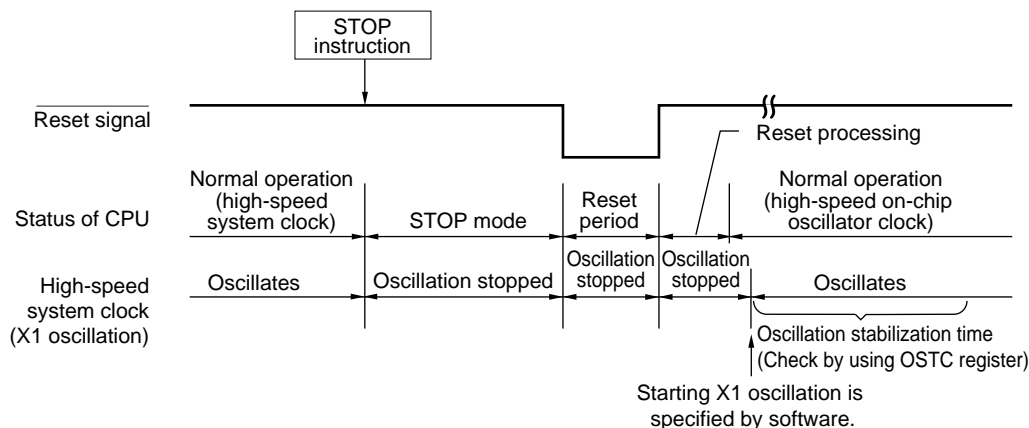 STOP
instruction
Reset signal
Reset processing
Status of CPU
Normal operation
(high-speed
system clock)
STOP mode
Reset
period
Normal operation
(high-speed on-chip
oscillator clock)
High-speed
system clock
(X1 oscillation)
Oscillates
Oscillation stopped
Oscillation
stopped
Oscillation
stopped
Oscillates
Oscillation stabilization time
(Check by using OSTC register)
Starting X1 oscillation is
specified by software.